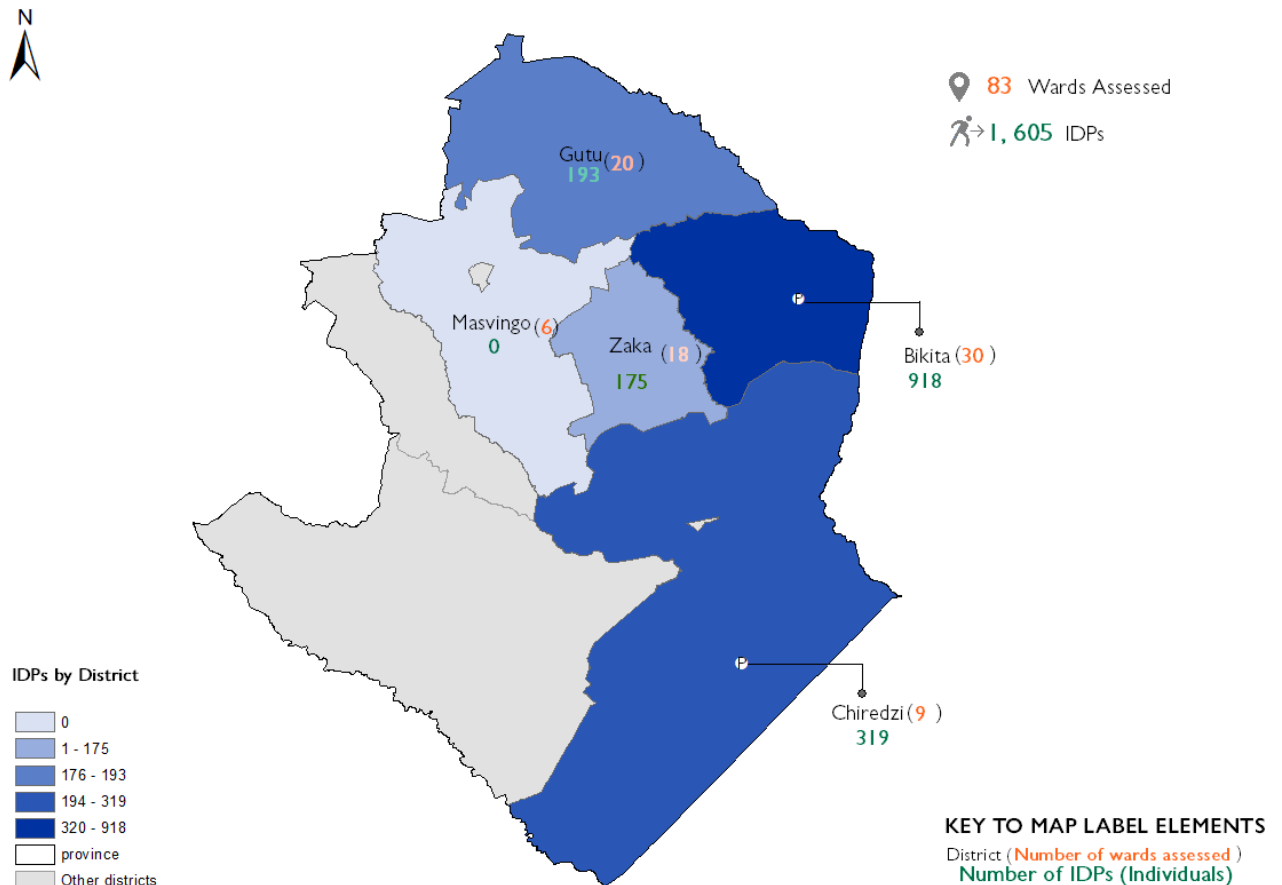 N
83 Wards Assessed
1, 605 IDPs
Gutu (20)
193
Masvingo (6)
0
Zaka (18)
175
P
Bikita (30 )
918
P
Chiredzi (9 )
319
IDPs by District
0
1 - 175
176 - 193
194 - 319
320 - 918
province
Other districts
KEY TO MAP LABEL ELEMENTS
District (Number of wards assessed )
Number of IDPs (Individuals)